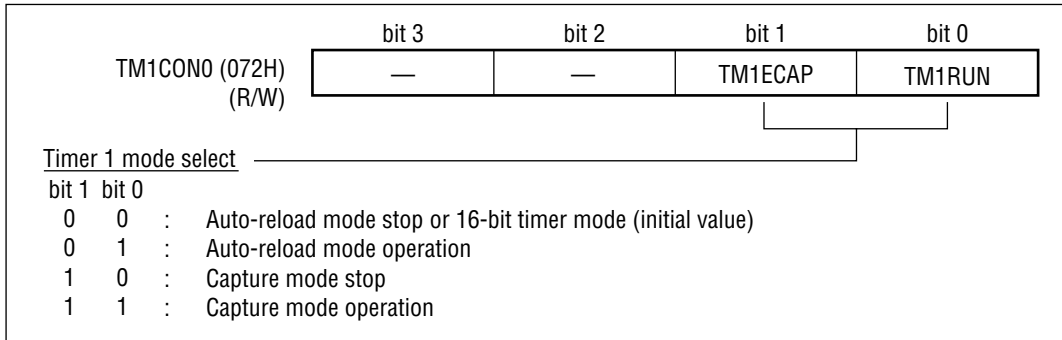 bit 3 bit 2 bit 1 bit 0
TM1CON0 (072H) — — TM1ECAP TM1RUN
(R/W)
Timer 1 mode select
bit 1 bit 0
0 0 : Auto-reload mode stop or 16-bit timer mode (initial value)
0 1 : Auto-reload mode operation
1 0 : Capture mode stop
1 1 : Capture mode operation